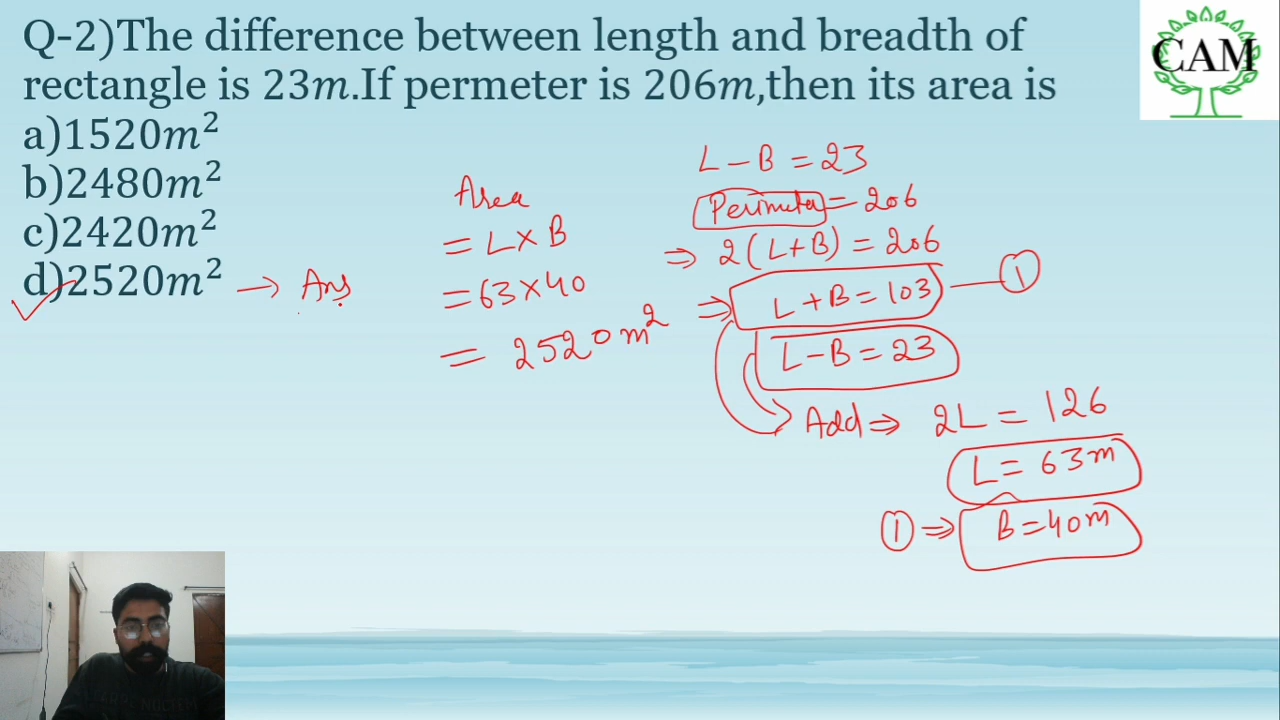 Q-2)The difference between length and breadth of
rectangle is 23m.If permeter is 206m,then its area is
a)1520m²
b)2480m²
c)2420m²
d)2520m² → Ans
CAM
Area
= L×B
= 63×40
= 2520m²
L-B = 23
Perimeter = 206
⇒ 2(L+B) = 206
⇒ L+B = 103 — ①
L-B = 23
Add ⇒ 2L = 126
L = 63m
① ⇒ B = 40m